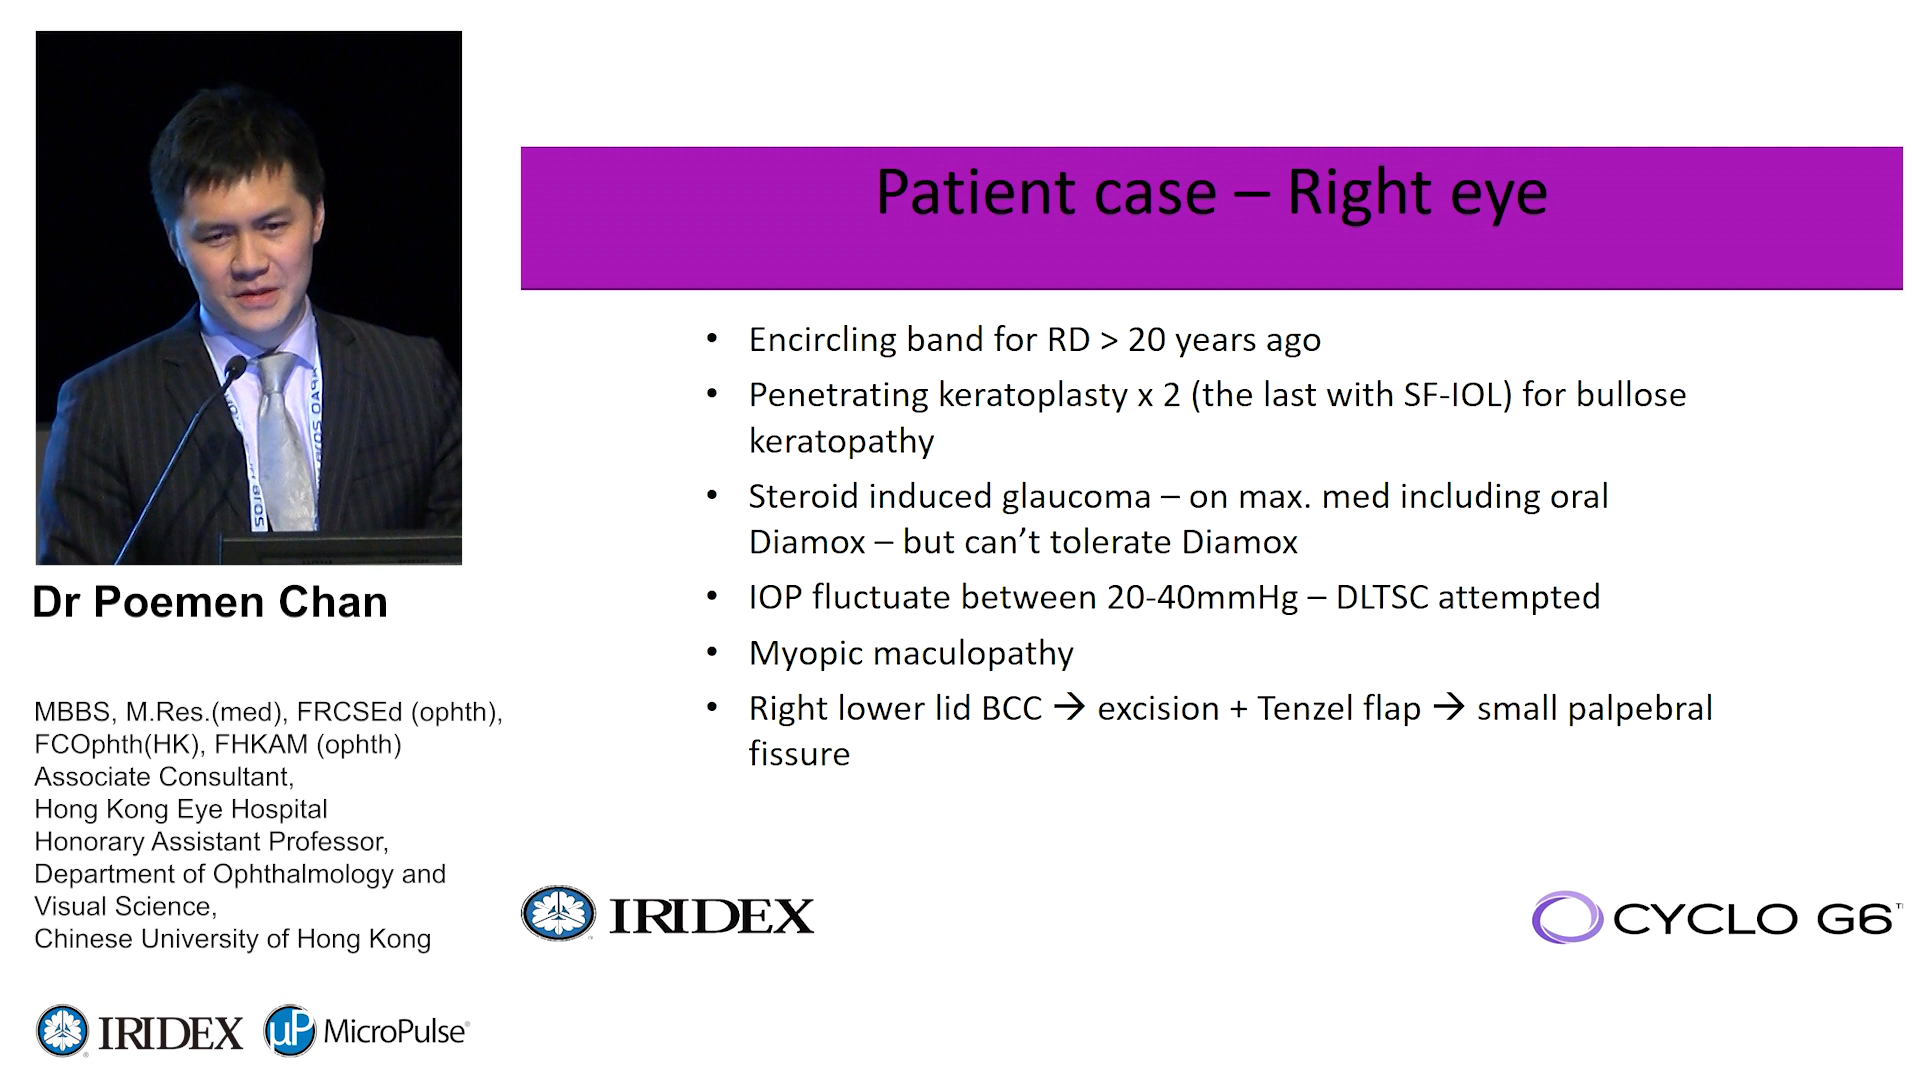 Patient case – Right eye
• Encircling band for RD > 20 years ago
• Penetrating keratoplasty x 2 (the last with SF-IOL) for bullose
keratopathy
• Steroid induced glaucoma – on max. med including oral
Diamox – but can’t tolerate Diamox
• IOP fluctuate between 20-40mmHg – DLTSC attempted
• Myopic maculopathy
• Right lower lid BCC → excision + Tenzel flap → small palpebral
fissure
Dr Poemen Chan
MBBS, M.Res.(med), FRCSEd (ophth),
FCOphth(HK), FHKAM (ophth)
Associate Consultant,
Hong Kong Eye Hospital
Honorary Assistant Professor,
Department of Ophthalmology and
Visual Science,
Chinese University of Hong Kong
IRIDEX
CYCLO G6
IRIDEX ®
µP MicroPulse®